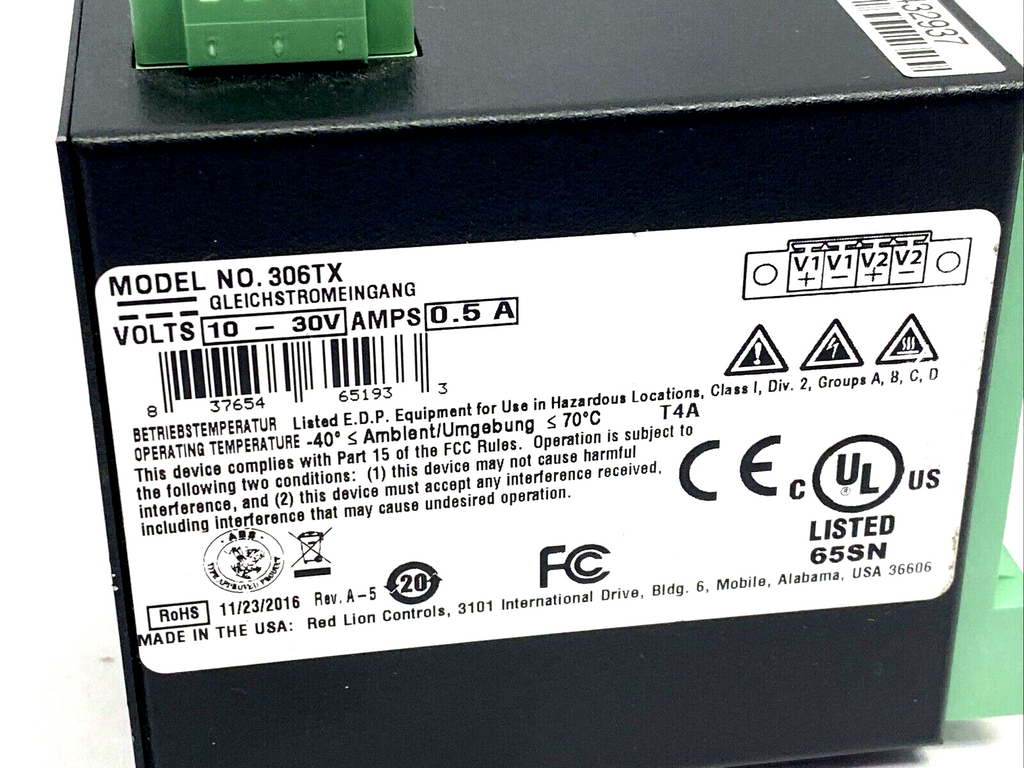 432937
MODEL NO. 306TX
GLEICHSTROMEINGANG
VOLTS 10 – 30V AMPS 0.5 A
V1 V1 V2 V2
+ – + –
8 37654 65193 3
Listed E.D.P. Equipment for Use in Hazardous Locations, Class I, Div. 2, Groups A, B, C, D
BETRIEBSTEMPERATUR
OPERATING TEMPERATURE -40° ≤ Ambient/Umgebung ≤ 70°C T4A
This device complies with Part 15 of the FCC Rules. Operation is subject to
the following two conditions: (1) this device may not cause harmful
interference, and (2) this device must accept any interference received,
including interference that may cause undesired operation.
CE
C UL ® US
LISTED
65SN
ABS
TYPE APPROVED PRODUCT
FC
20
RoHS 11/23/2016 Rev. A-5
MADE IN THE USA: Red Lion Controls, 3101 International Drive, Bldg. 6, Mobile, Alabama, USA 36606